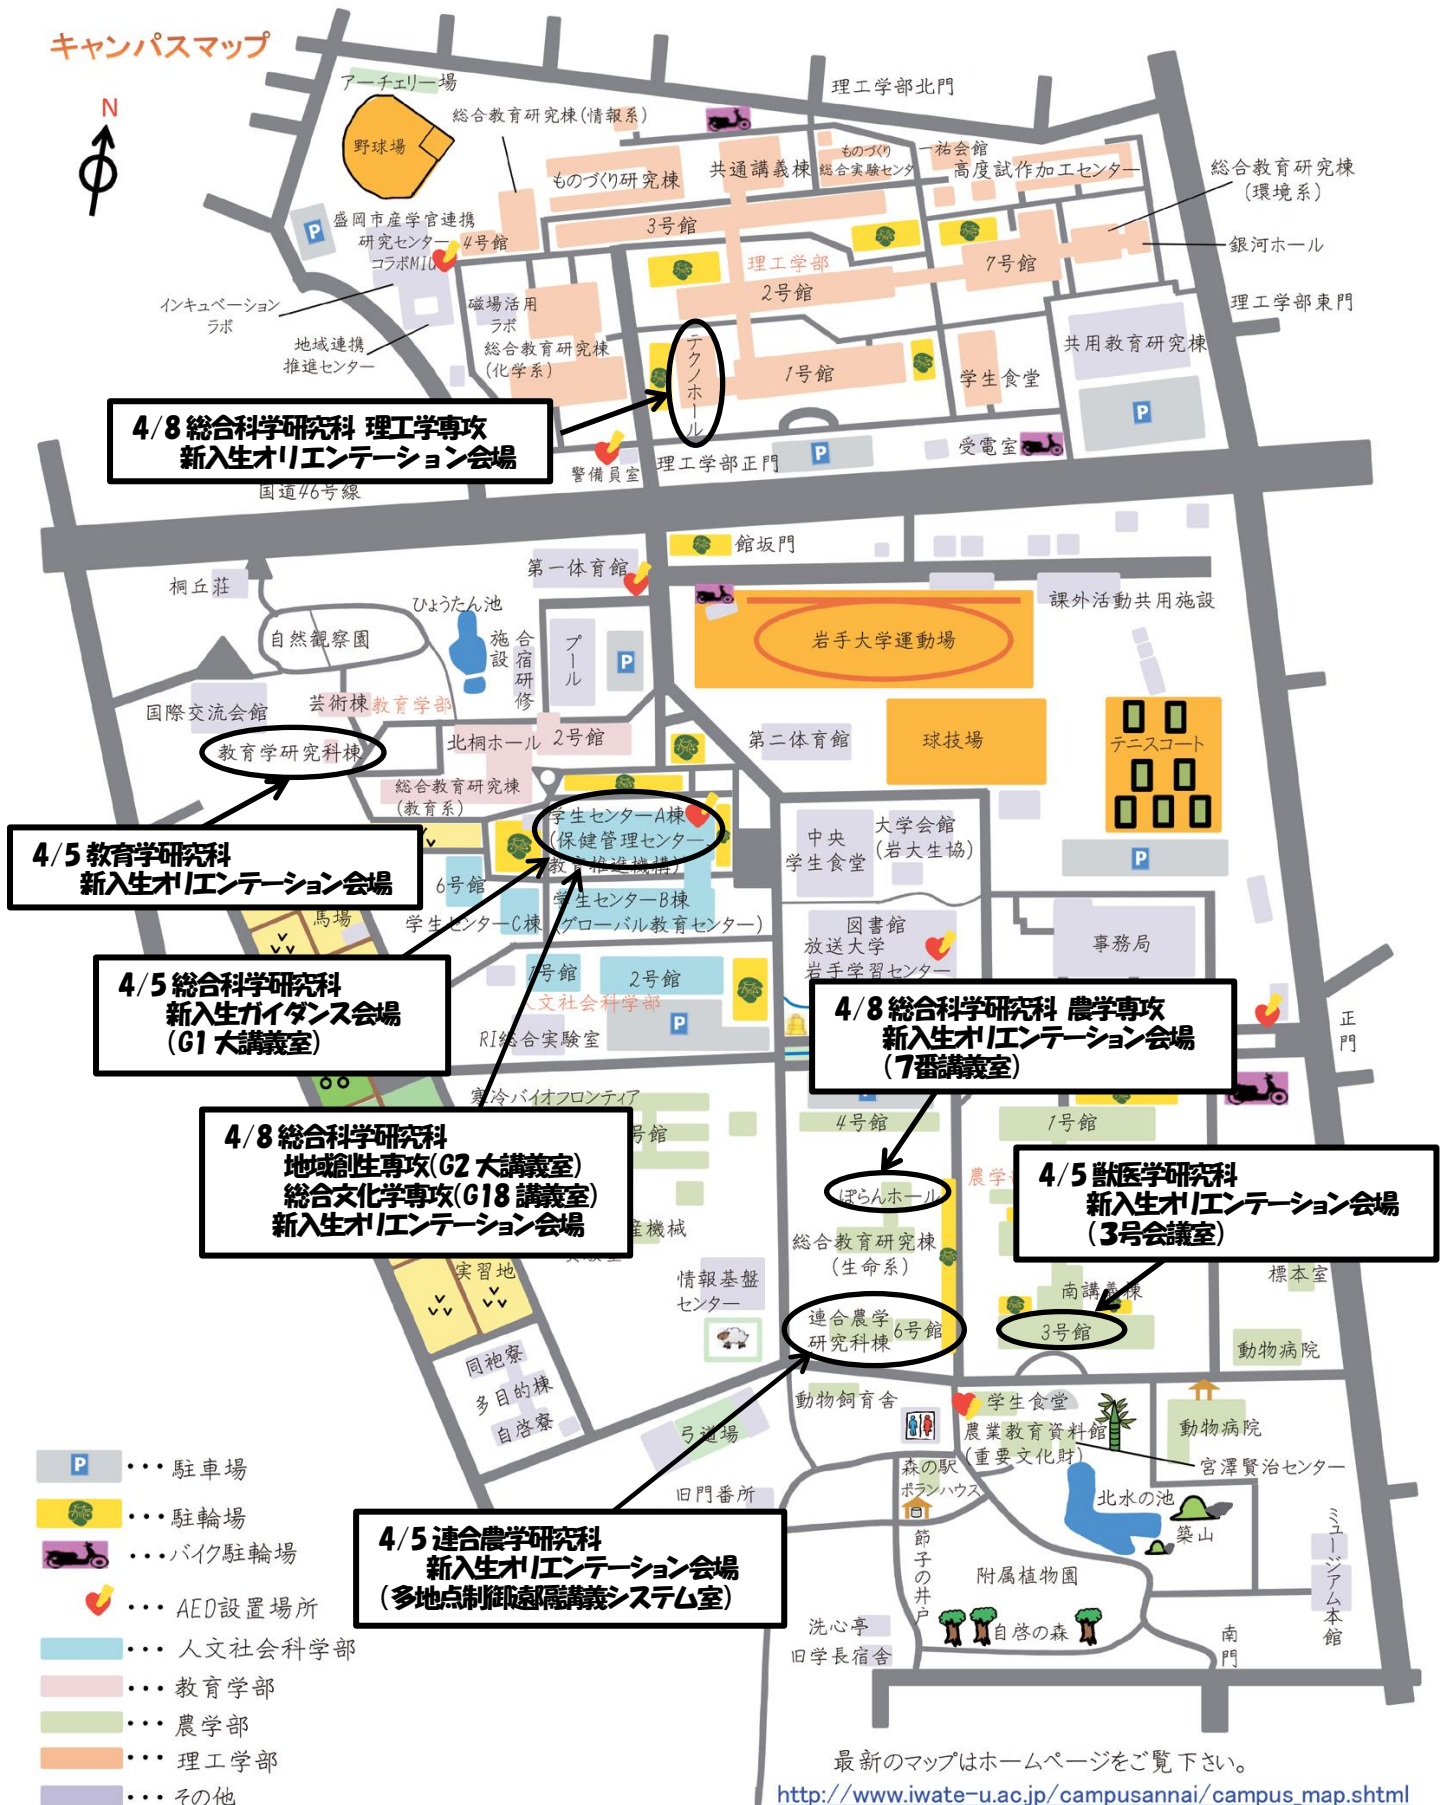 キャンパスマップ
N
アーチェリー場
野球場
総合教育研究棟(情報系)
理工学部北門
ものづくり研究棟
共通講義棟
ものづくり
総合実験センタ
一祐会館
高度試作加工センター
総合教育研究棟
(環境系)
銀河ホール
P
盛岡市産学官連携
研究センター
コラボMIU
4号館
3号館
理工学部
2号館
7号館
理工学部東門
インキュベーション
ラボ
地域連携
推進センター
磁場活用
ラボ
総合教育研究棟
(化学系)
テクノホール
1号館
学生食堂
共用教育研究棟
P
4/8 総合科学研究科 理工学専攻
新入生オリエンテーション会場
警備員室
理工学部正門
P
受電室
国道46号線
館坂門
第一体育館
桐丘荘
ひょうたん池
自然観察園
合宿研修
施設
プール
P
岩手大学運動場
課外活動共用施設
国際交流会館
芸術棟
教育学部
教育学研究科棟
北桐ホール
2号館
第二体育館
球技場
テニスコート
総合教育研究棟
(教育系)
学生センターA棟
(保健管理センター、
教育推進機構)
中央
学生食堂
大学会館
(岩大生協)
P
4/5 教育学研究科
新入生オリエンテーション会場
6号館
学生センターC棟
学生センターB棟
(グローバル教育センター)
馬場
図書館
放送大学
岩手学習センター
事務局
4/5 総合科学研究科
新入生ガイダンス会場
(G1 大講義室)
1号館
2号館
人文社会科学部
RI総合実験室
P
4/8 総合科学研究科 農学専攻
新入生オリエンテーション会場
(7番講義室)
正門
寒冷バイオフロンティア
号館
4号館
1号館
4/8 総合科学研究科
地域創生専攻(G2 大講義室)
総合文化学専攻(G18 講義室)
新入生オリエンテーション会場
ぽらんホール
農学
4/5 獣医学研究科
新入生オリエンテーション会場
(3号会議室)
産機械
総合教育研究棟
(生命系)
実習地
情報基盤
センター
南講義棟
標本室
連合農学
研究科棟
6号館
3号館
動物病院
同袍寮
多目的棟
自啓寮
動物飼育舎
学生食堂
農業教育資料館
(重要文化財)
動物病院
弓道場
宮澤賢治センター
旧門番所
森の駅
ポランハウス
北水の池
築山
4/5 連合農学研究科
新入生オリエンテーション会場
(多地点制御遠隔講義システム室)
節子の井戸
附属植物園
ミュージアム本館
洗心亭
旧学長宿舎
自啓の森
南門
P ・・・ 駐車場
・・・ 駐輪場
・・・ バイク駐輪場
・・・ AED設置場所
・・・ 人文社会科学部
・・・ 教育学部
・・・ 農学部
・・・ 理工学部
・・・ その他
最新のマップはホームページをご覧下さい。
http://www.iwate-u.ac.jp/campusannai/campus_map.shtml